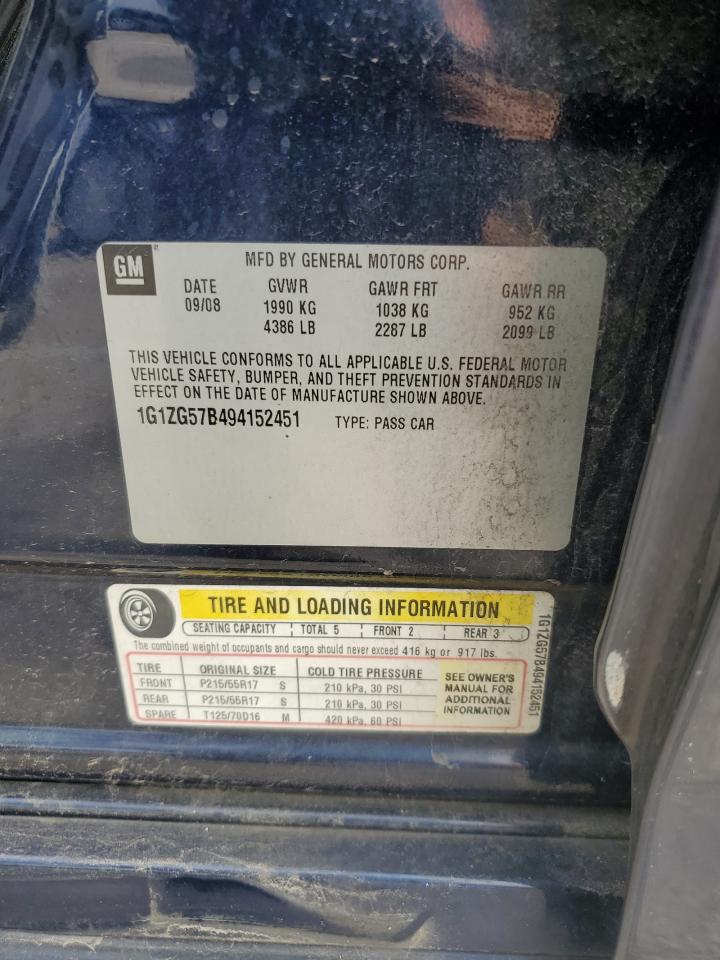 GM
MFD BY GENERAL MOTORS CORP.
DATE GVWR GAWR FRT GAWR RR
09/08 1990 KG 1038 KG 952 KG
4386 LB 2287 LB 2099 LB
THIS VEHICLE CONFORMS TO ALL APPLICABLE U.S. FEDERAL MOTOR
VEHICLE SAFETY, BUMPER, AND THEFT PREVENTION STANDARDS IN
EFFECT ON THE DATE OF MANUFACTURE SHOWN ABOVE.
1G1ZG57B494152451 TYPE: PASS CAR
TIRE AND LOADING INFORMATION
SEATING CAPACITY TOTAL 5 FRONT 2 REAR 3
The combined weight of occupants and cargo should never exceed 416 kg or 917 lbs.
TIRE ORIGINAL SIZE COLD TIRE PRESSURE
FRONT P215/55R17 S 210 kPa, 30 PSI
REAR P215/55R17 S 210 kPa, 30 PSI
SPARE T125/70D16 M 420 kPa, 60 PSI
SEE OWNER'S
MANUAL FOR
ADDITIONAL
INFORMATION
1G1ZG57B494152451